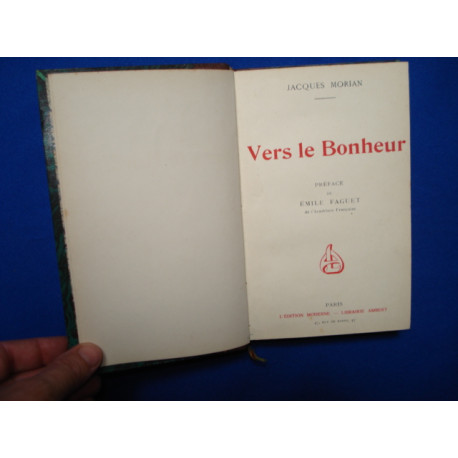 JACQUES MORIAN
Vers le Bonheur
PRÉFACE
DE
ÉMILE FAGUET
de l'Académie Française
PARIS
L'ÉDITION MODERNE. — LIBRAIRIE AMBERT